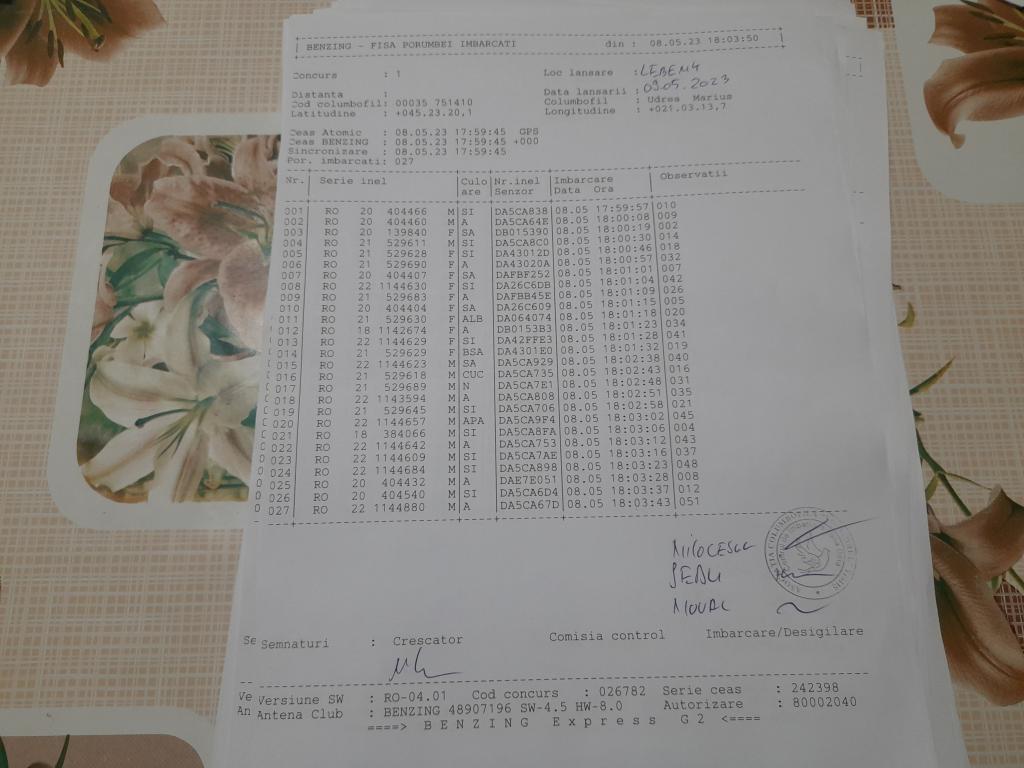 BENZING - FISA PORUMBEI IMBARCATI din : 08.05.23 18:03:50
Concurs : 1 Loc lansare : LEBENY
Distanta : Data lansarii : 09.05.2023
Cod columbofil: 00035 751410 Columbofil : Udrea Marius
Latitudine : +045.23.20,1 Longitudine : +021.03.13,7
Ceas Atomic : 08.05.23 17:59:45 GPS
Ceas BENZING : 08.05.23 17:59:45 +000
Sincronizare : 08.05.23 17:59:45
Por. imbarcati: 027
Nr. Serie inel Culo Nr.inel Imbarcare Observatii
are Senzor Data Ora
001 RO 20 404466 M SI DA5CA838 08.05 17:59:57 010
002 RO 20 404460 M A DA5CA64E 08.05 18:00:08 009
003 RO 20 139840 F SA DB015390 08.05 18:00:19 002
004 RO 21 529611 M SI DA5CA8C0 08.05 18:00:30 014
005 RO 21 529628 F SI DA43012D 08.05 18:00:46 018
006 RO 21 529690 F A DA43020A 08.05 18:00:57 032
007 RO 20 404407 F SA DAFBF252 08.05 18:01:01 007
008 RO 22 1144630 F SI DA26C6DB 08.05 18:01:04 042
009 RO 21 529683 F A DAFBB45E 08.05 18:01:09 026
010 RO 20 404404 F SA DA26C609 08.05 18:01:15 005
011 RO 21 529630 F ALB DA064074 08.05 18:01:18 020
012 RO 18 1142674 F A DB0153B3 08.05 18:01:23 034
013 RO 22 1144629 F SI DA42FFE3 08.05 18:01:28 041
014 RO 21 529629 F BSA DA4301E0 08.05 18:01:32 019
015 RO 22 1144623 M SA DA5CA929 08.05 18:02:38 040
016 RO 21 529618 M CUC DA5CA735 08.05 18:02:43 016
017 RO 21 529689 M N DA5CA7E1 08.05 18:02:48 031
018 RO 22 1143594 M A DA5CA808 08.05 18:02:51 035
019 RO 21 529645 M SI DA5CA706 08.05 18:02:58 021
020 RO 22 1144657 M APA DA5CA9F4 08.05 18:03:02 045
021 RO 18 384066 M SI DA5CA8FA 08.05 18:03:06 004
022 RO 22 1144642 M A DA5CA753 08.05 18:03:12 043
023 RO 22 1144609 M SI DA5CA7AE 08.05 18:03:16 037
024 RO 22 1144684 M SI DA5CA898 08.05 18:03:23 048
025 RO 20 404432 M A DAE7E051 08.05 18:03:28 008
026 RO 20 404540 M SI DA5CA6D4 08.05 18:03:37 012
027 RO 22 1144880 M A DA5CA67D 08.05 18:03:43 051
Se Semnaturi : Crescator Comisia control Imbarcare/Desigilare
Ve Versiune SW : RO-04.01 Cod concurs : 026782 Serie ceas : 242398
An Antena Club : BENZING 48907196 SW-4.5 HW-8.0 Autorizare : 80002040
====> B E N Z I N G E x p r e s s G 2 <====